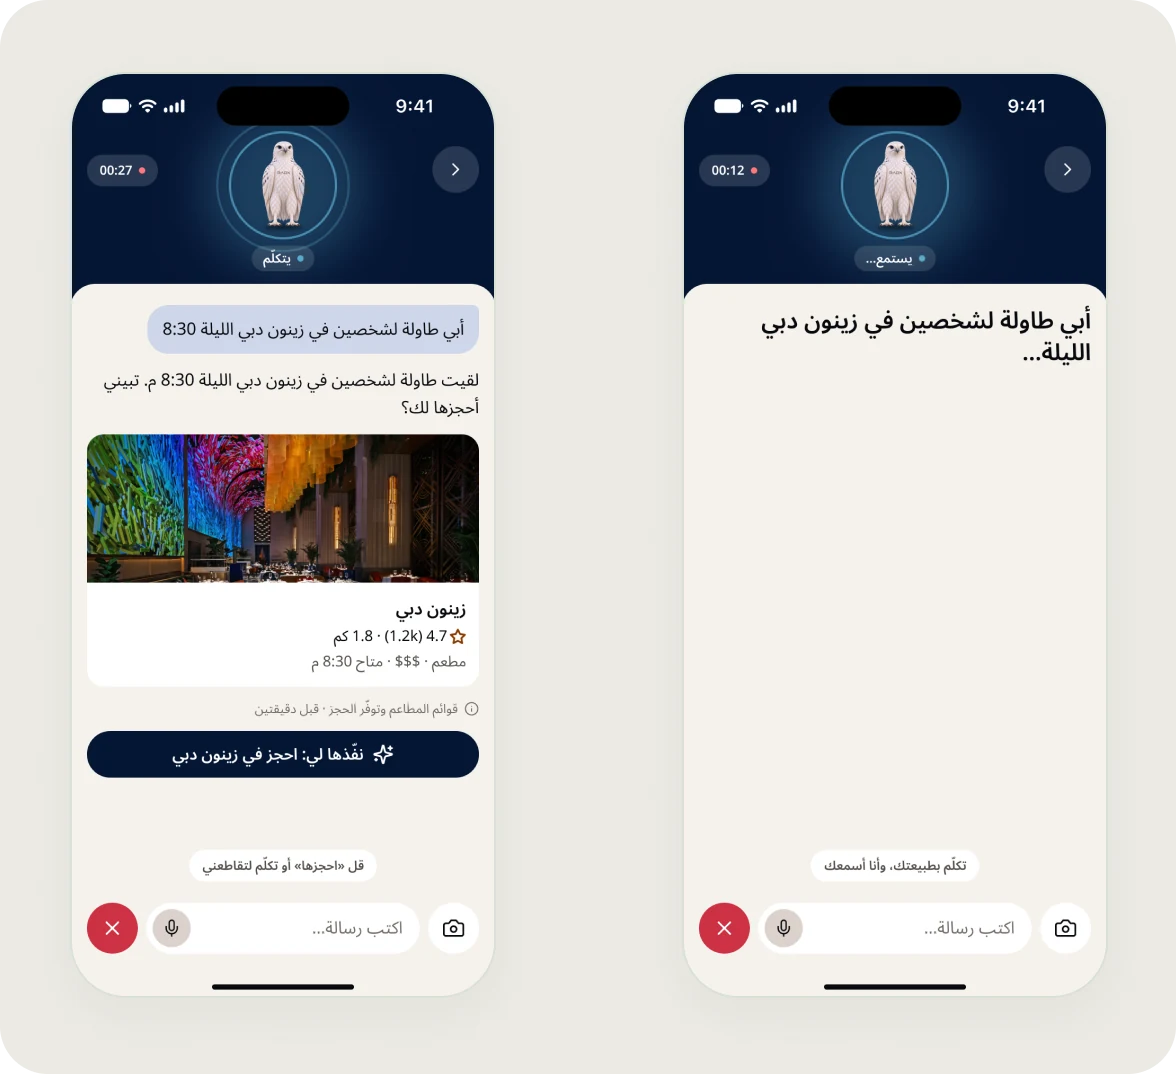 9:41
00:12
يستمع...
أبي طاولة لشخصين في زينون دبي
الليلة...
تكلّم بطبيعتك، وأنا أسمعك
اكتب رسالة...
9:41
00:27
يتكلّم
أبي طاولة لشخصين في زينون دبي الليلة 8:30
لقيت طاولة لشخصين في زينون دبي الليلة 8:30 م. تبيني
أحجزها لك؟
زينون دبي
4.7 (1.2k) · 1.8 كم
مطعم · $$$ · متاح 8:30 م
قوائم المطاعم وتوفّر الحجز · قبل دقيقتين
نفّذها لي: احجز في زينون دبي
قل «احجزها» أو تكلّم لتقاطعني
اكتب رسالة...